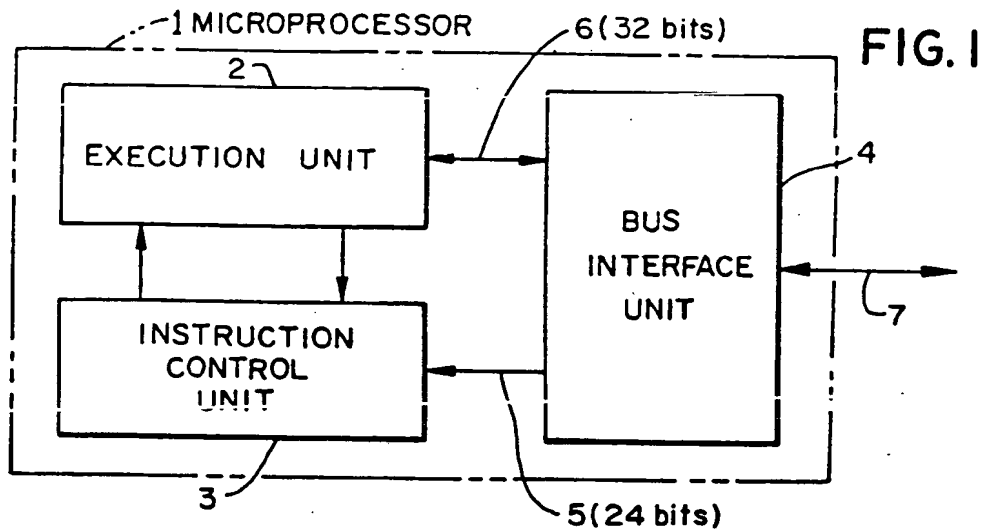 1 MICROPROCESSOR
6 (32 bits)
FIG. 1
2
EXECUTION UNIT
4
BUS
INTERFACE
UNIT
7
INSTRUCTION
CONTROL
UNIT
3
5 (24 bits)